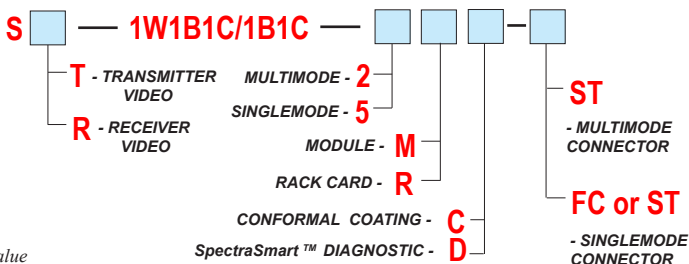 S — 1W1B1C/1B1C — –
T - TRANSMITTER VIDEO
R - RECEIVER VIDEO
MULTIMODE - 2
SINGLEMODE - 5
MODULE - M
RACK CARD - R
CONFORMAL COATING - C
SpectraSmart ™ DIAGNOSTIC - D
ST
- MULTIMODE
CONNECTOR
FC or ST
- SINGLEMODE
CONNECTOR
alue